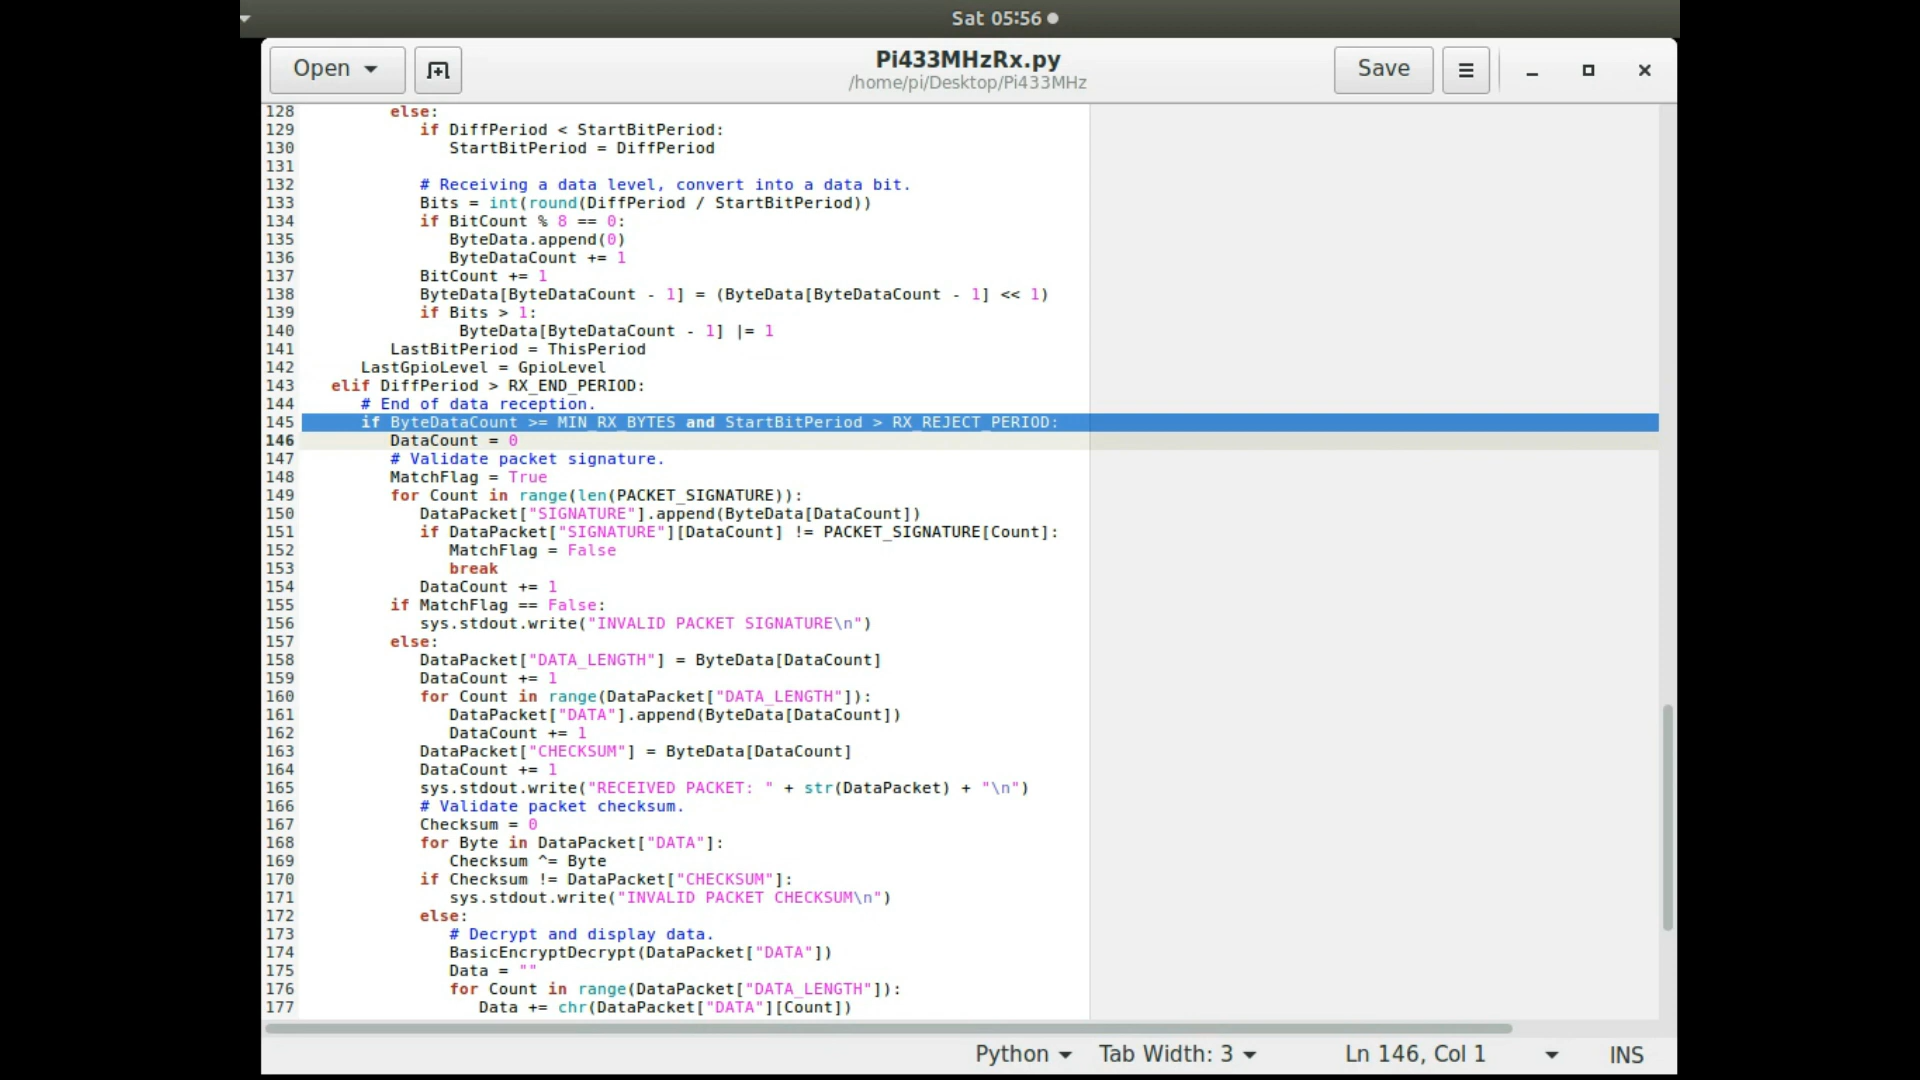 Sat 05:56
Open
Pi433MHzRx.py
/home/pi/Desktop/Pi433MHz
Save
128 else:
129 if DiffPeriod < StartBitPeriod:
130 StartBitPeriod = DiffPeriod
131
132 # Receiving a data level, convert into a data bit.
133 Bits = int(round(DiffPeriod / StartBitPeriod))
134 if BitCount % 8 == 0:
135 ByteData.append(0)
136 ByteDataCount += 1
137 BitCount += 1
138 ByteData[ByteDataCount - 1] = (ByteData[ByteDataCount - 1] << 1)
139 if Bits > 1:
140 ByteData[ByteDataCount - 1] |= 1
141 LastBitPeriod = ThisPeriod
142 LastGpioLevel = GpioLevel
143 elif DiffPeriod > RX_END_PERIOD:
144 # End of data reception.
145 if ByteDataCount >= MIN_RX_BYTES and StartBitPeriod > RX_REJECT_PERIOD:
146 DataCount = 0
147 # Validate packet signature.
148 MatchFlag = True
149 for Count in range(len(PACKET_SIGNATURE)):
150 DataPacket["SIGNATURE"].append(ByteData[DataCount])
151 if DataPacket["SIGNATURE"][DataCount] != PACKET_SIGNATURE[Count]:
152 MatchFlag = False
153 break
154 DataCount += 1
155 if MatchFlag == False:
156 sys.stdout.write("INVALID PACKET SIGNATURE\n")
157 else:
158 DataPacket["DATA_LENGTH"] = ByteData[DataCount]
159 DataCount += 1
160 for Count in range(DataPacket["DATA_LENGTH"]):
161 DataPacket["DATA"].append(ByteData[DataCount])
162 DataCount += 1
163 DataPacket["CHECKSUM"] = ByteData[DataCount]
164 DataCount += 1
165 sys.stdout.write("RECEIVED PACKET: " + str(DataPacket) + "\n")
166 # Validate packet checksum.
167 Checksum = 0
168 for Byte in DataPacket["DATA"]:
169 Checksum ^= Byte
170 if Checksum != DataPacket["CHECKSUM"]:
171 sys.stdout.write("INVALID PACKET CHECKSUM\n")
172 else:
173 # Decrypt and display data.
174 BasicEncryptDecrypt(DataPacket["DATA"])
175 Data = ""
176 for Count in range(DataPacket["DATA_LENGTH"]):
177 Data += chr(DataPacket["DATA"][Count])
Python Tab Width: 3 Ln 146, Col 1 INS